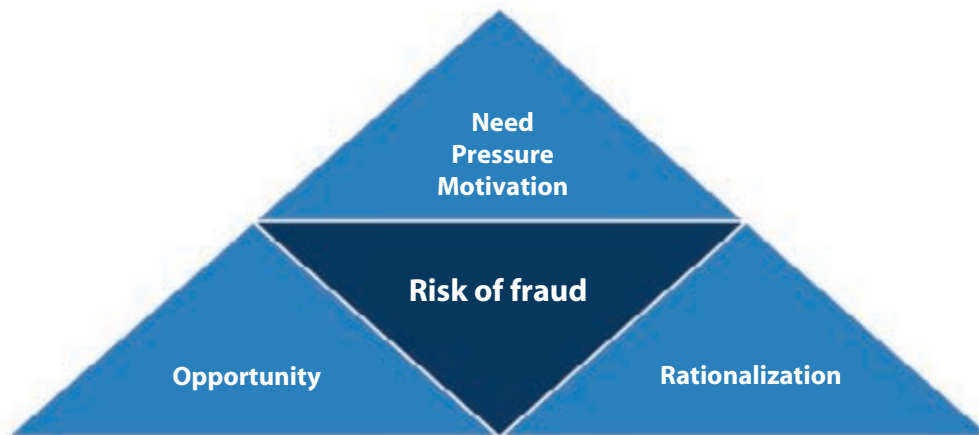 Need
Pressure
Motivation
Risk of fraud
Opportunity
Rationalization